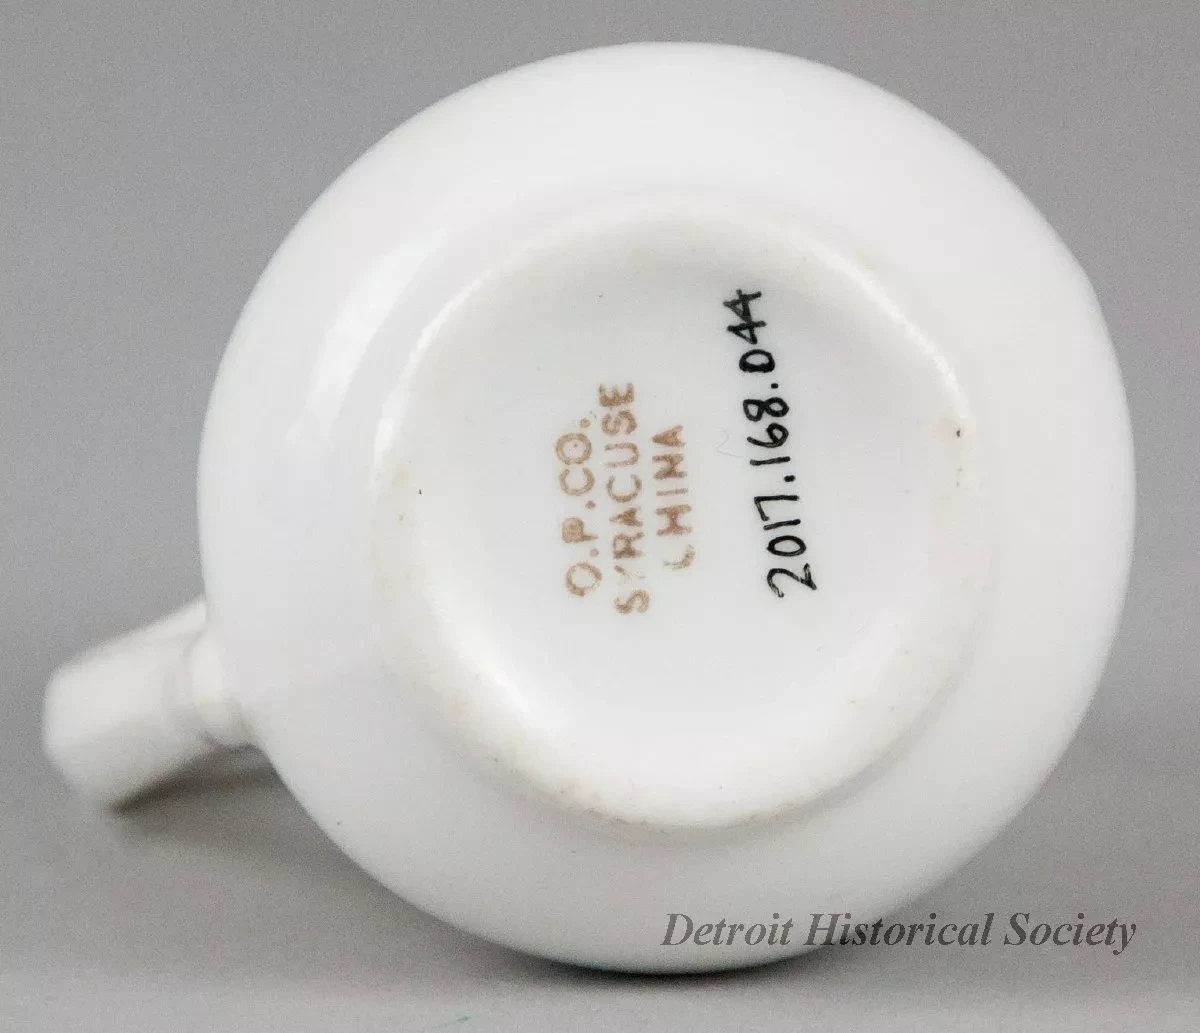 O.P.CO.
SYRACUSE
CHINA
2017.168.044
Detroit Historical Society